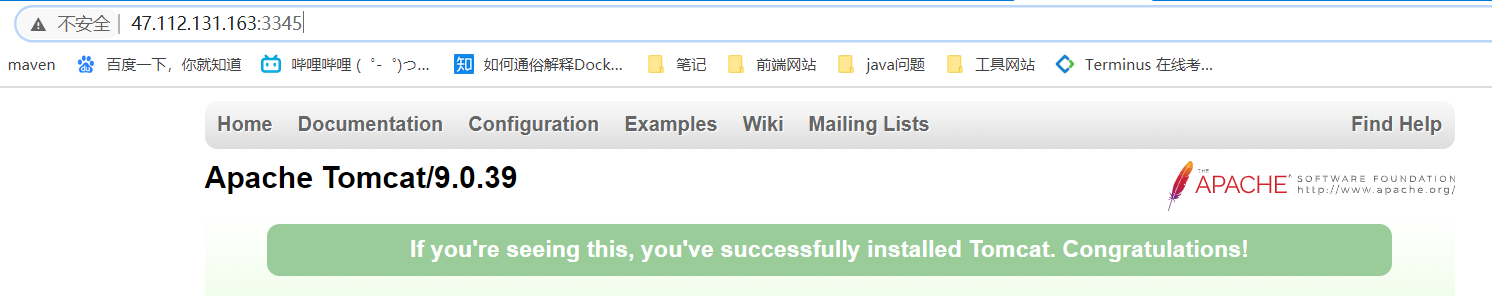 不安全 47.112.131.163:3345
maven 百度一下，你就知道 哔哩哔哩 ( ゜- ゜)つ... 知 如何通俗解释Dock... 笔记 前端网站 java问题 工具网站 Terminus 在线考...
Home Documentation Configuration Examples Wiki Mailing Lists Find Help
Apache Tomcat/9.0.39
THE APACHE SOFTWARE FOUNDATION
http://www.apache.org/
If you're seeing this, you've successfully installed Tomcat. Congratulations!